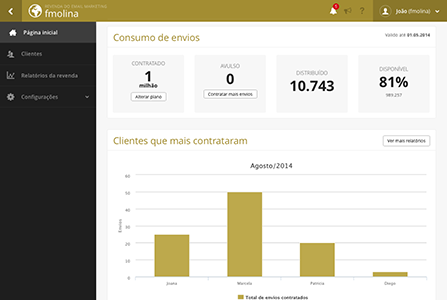 REVENDA DE EMAIL MARKETING
fmolina
1
?
João (fmolina)
Página inicial
Clientes
Relatórios da revenda
Configurações
Consumo de envios
Valido até 01.05.2014
CONTRATADO
1
milhão
Alterar plano
AVULSO
0
Contratar mais envios
DISTRIBUÍDO
10.743
DISPONÍVEL
81%
989.257
Clientes que mais contrataram
Ver mais relatórios
Agosto/2014
60
50
40
30
20
10
0
Envios
Joana
Marcela
Patricia
Diego
Total de envios contratados